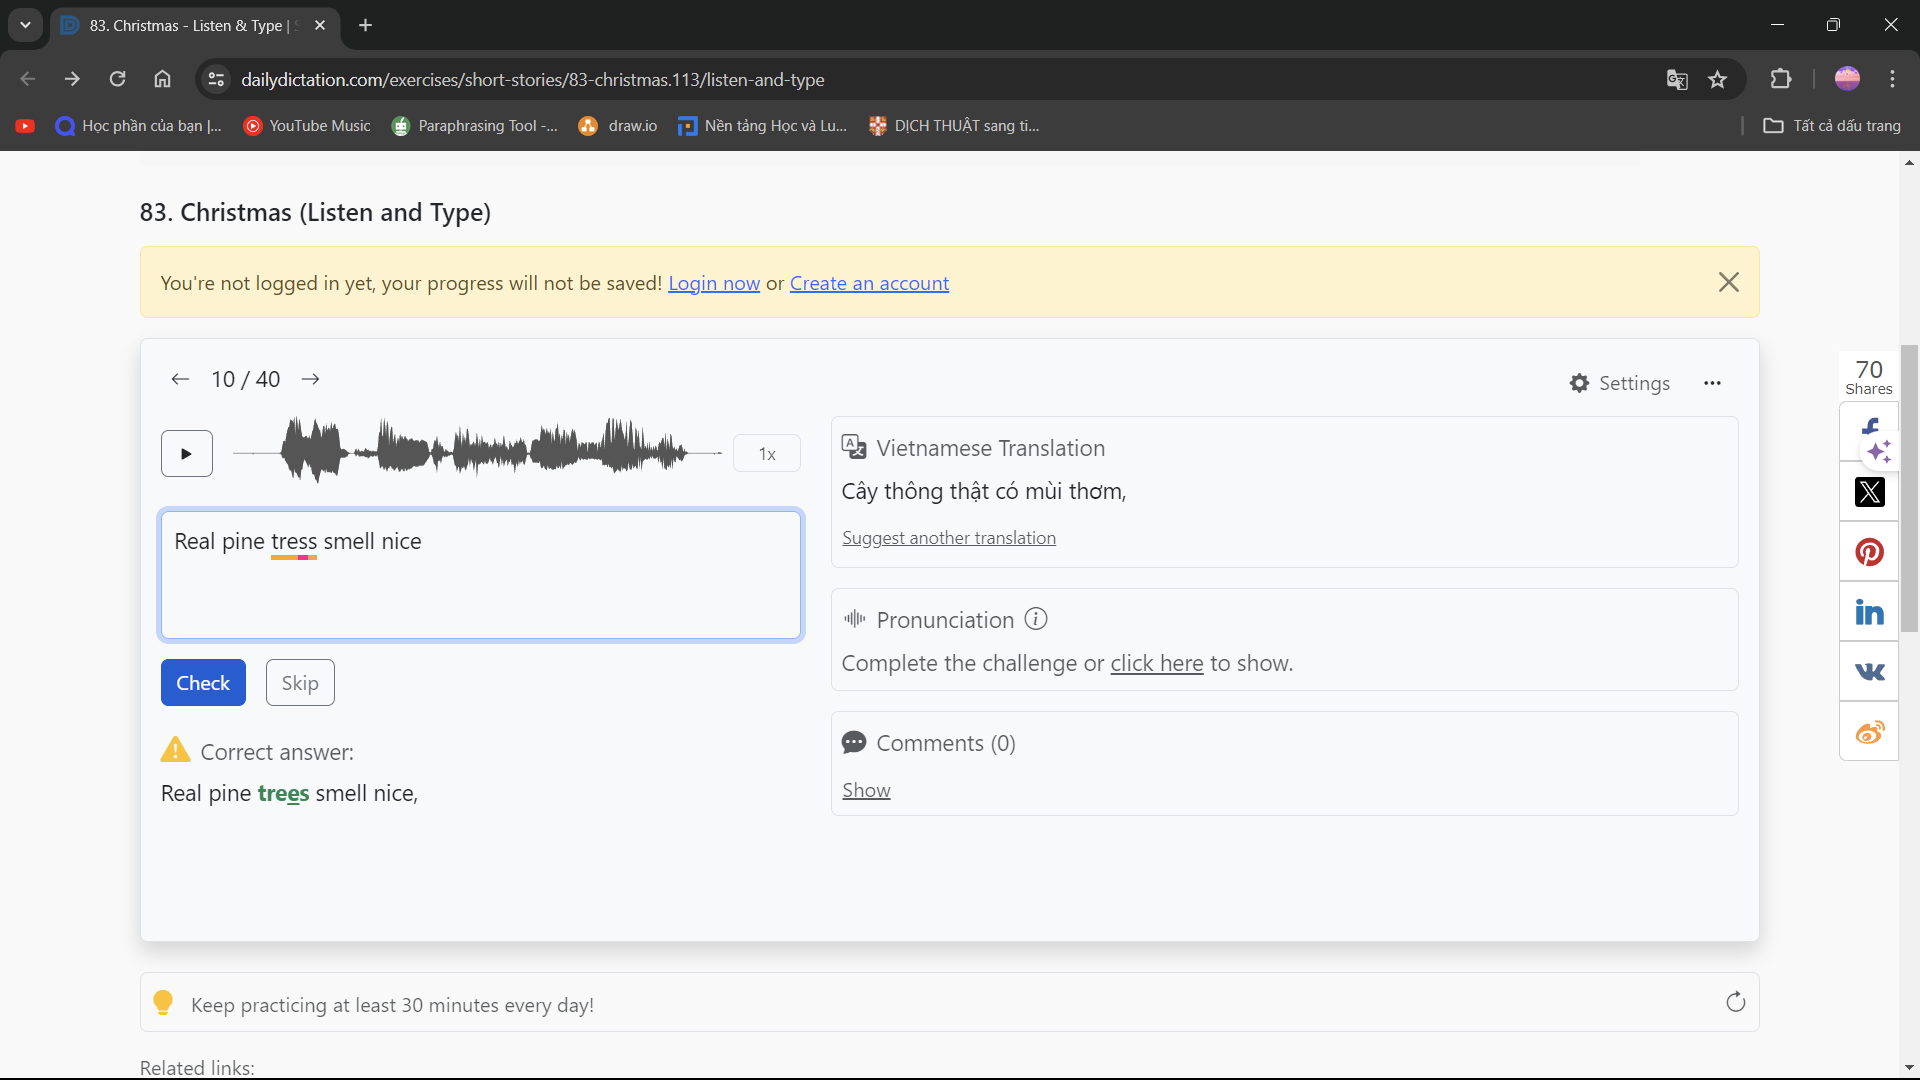 83. Christmas - Listen & Type |
dailydictation.com/exercises/short-stories/83-christmas.113/listen-and-type
Học phần của bạn |...
YouTube Music
Paraphrasing Tool -...
draw.io
Nền tảng Học và Lu...
DỊCH THUẬT sang ti...
Tất cả dấu trang
83. Christmas (Listen and Type)
You're not logged in yet, your progress will not be saved! Login now or Create an account
10 / 40
Settings
1x
Real pine tress smell nice
Check
Skip
Correct answer:
Real pine trees smell nice,
Vietnamese Translation
Cây thông thật có mùi thơm,
Suggest another translation
Pronunciation
Complete the challenge or click here to show.
Comments (0)
Show
70
Shares
Keep practicing at least 30 minutes every day!
Related links: